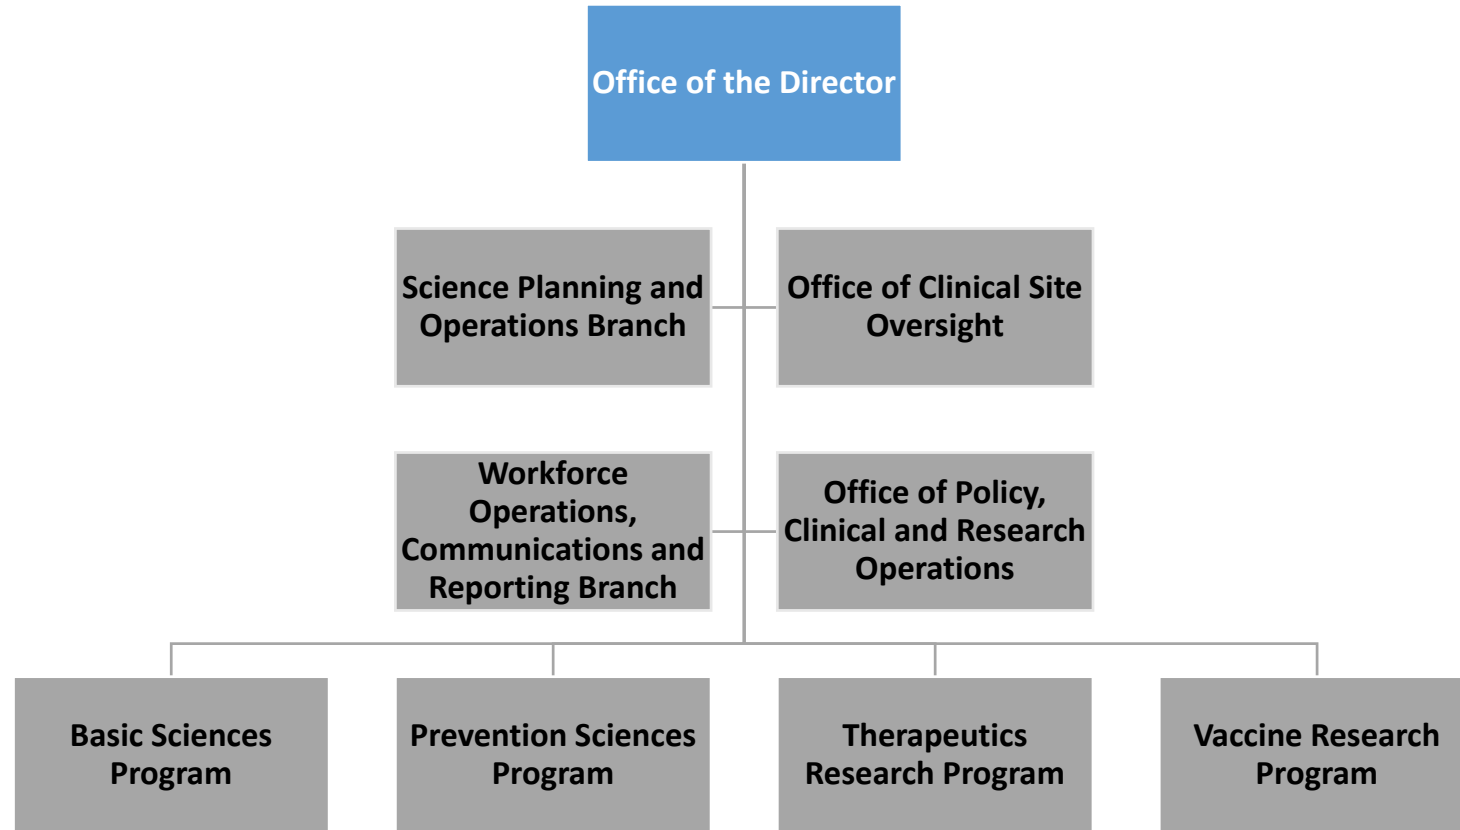 Office of the Director
Science Planning and
Operations Branch
Office of Clinical Site
Oversight
Workforce
Operations,
Communications and
Reporting Branch
Office of Policy,
Clinical and Research
Operations
Basic Sciences
Program
Prevention Sciences
Program
Therapeutics
Research Program
Vaccine Research
Program